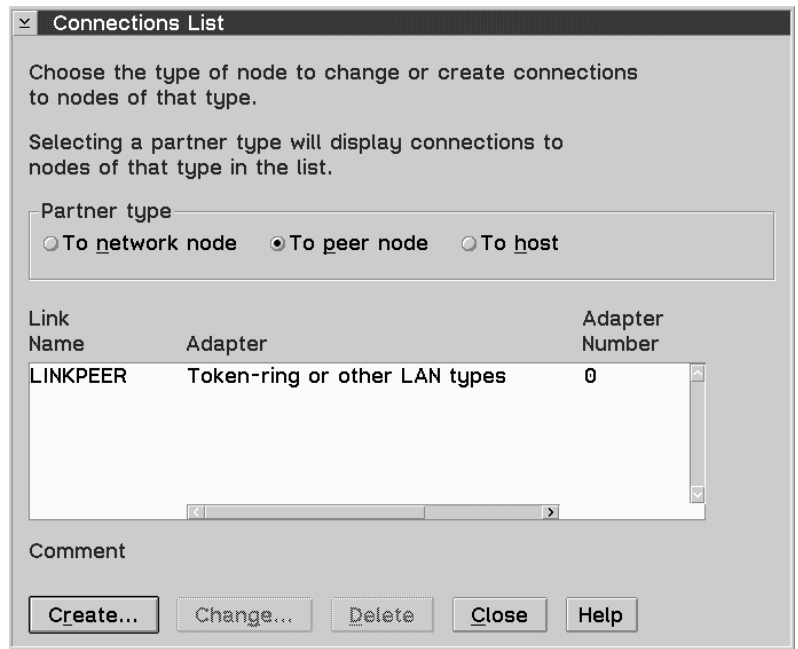 Connections List
Choose the type of node to change or create connections
to nodes of that type.
Selecting a partner type will display connections to
nodes of that type in the list.
Partner type
To network node To peer node To host
Link Adapter
Name Adapter Number
LINKPEER Token-ring or other LAN types 0
Comment
Create... Change... Delete Close Help